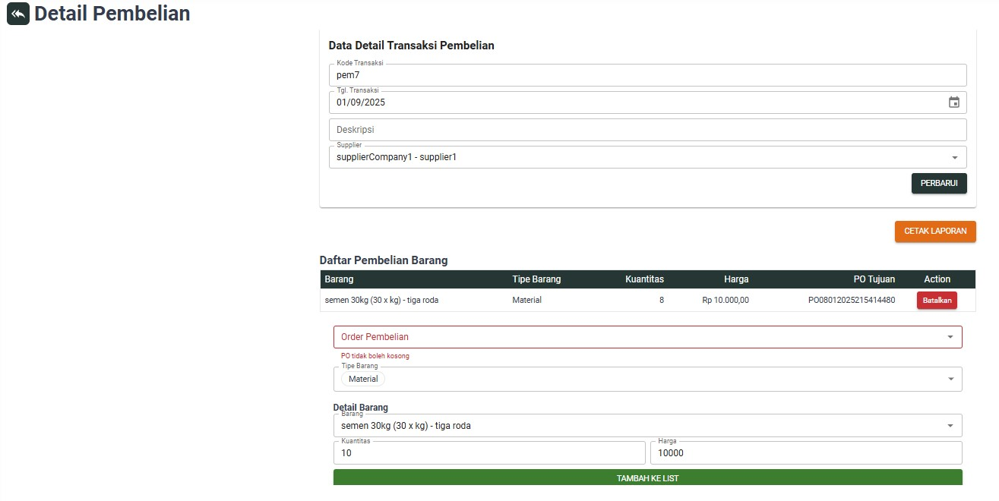 Detail Pembelian
Data Detail Transaksi Pembelian
Kode Transaksi
pem7
Tgl. Transaksi
01/09/2025
Deskripsi
Supplier
supplierCompany1 - supplier1
PERBARUI
CETAK LAPORAN
Daftar Pembelian Barang
Barang Tipe Barang Kuantitas Harga PO Tujuan Action
semen 30kg (30 x kg) - tiga roda Material 8 Rp 10.000,00 PO08012025215414480 Batalkan
Order Pembelian
PO tidak boleh kosong
Tipe Barang
Material
Detail Barang
Barang
semen 30kg (30 x kg) - tiga roda
Kuantitas Harga
10 10000
TAMBAH KE LIST